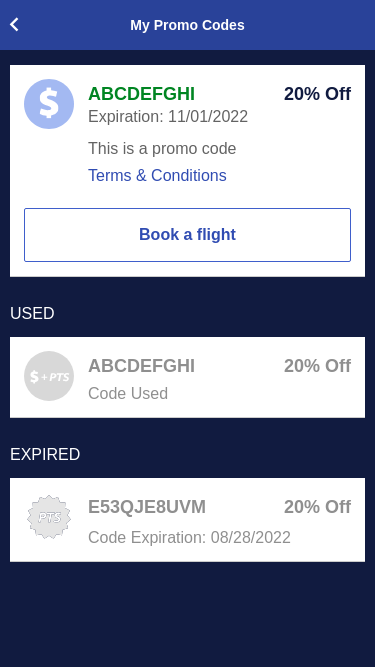 My Promo Codes
$
ABCDEFGHI 20% Off
Expiration: 11/01/2022
This is a promo code
Terms & Conditions
Book a flight
USED
$ + PTS
ABCDEFGHI 20% Off
Code Used
EXPIRED
PTS
E53QJE8UVM 20% Off
Code Expiration: 08/28/2022